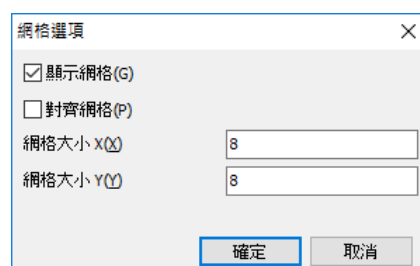 網格選項
顯示網格(G)
對齊網格(P)
網格大小 X(X) 8
網格大小 Y(Y) 8
確定 取消